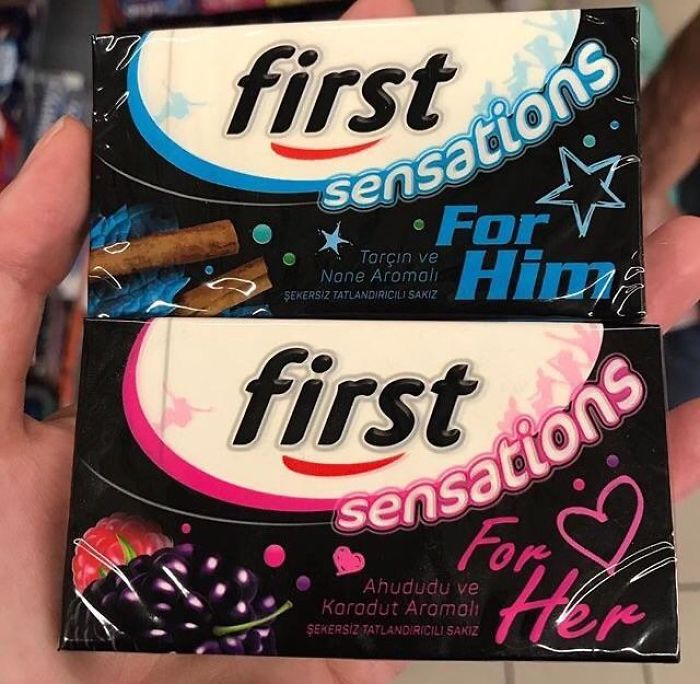 first
sensations
For
Him
Tarçın ve
Nane Aromalı
ŞEKERSİZ TATLANDIRICILI SAKIZ
first
sensations
For
Her
Ahududu ve
Karadut Aromalı
ŞEKERSİZ TATLANDIRICILI SAKIZ